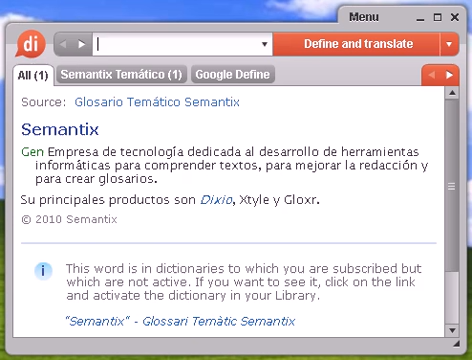 Menu
di
Define and translate
All (1) Semantix Temático (1) Google Define
Source: Glosario Temático Semantix
Semantix
Gen Empresa de tecnología dedicada al desarrollo de herramientas
informáticas para comprender textos, para mejorar la redacción y
para crear glosarios.
Su principales productos son Dixio, Xtyle y Gloxr.
© 2010 Semantix
i
This word is in dictionaries to which you are subscribed but
which are not active. If you want to see it, click on the link
and activate the dictionary in your Library.
"Semantix" - Glossari Temàtic Semantix